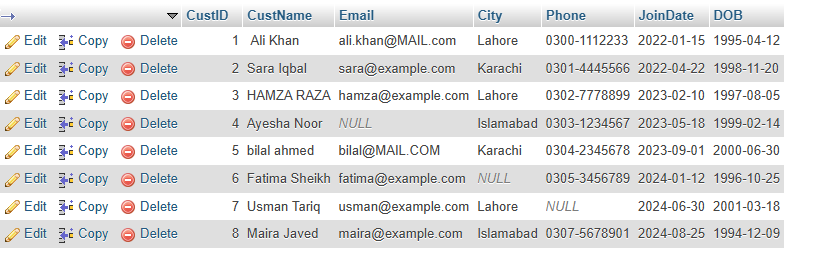 CustID CustName Email City Phone JoinDate DOB
Edit Copy Delete 1 Ali Khan ali.khan@MAIL.com Lahore 0300-1112233 2022-01-15 1995-04-12
Edit Copy Delete 2 Sara Iqbal sara@example.com Karachi 0301-4445566 2022-04-22 1998-11-20
Edit Copy Delete 3 HAMZA RAZA hamza@example.com Lahore 0302-7778899 2023-02-10 1997-08-05
Edit Copy Delete 4 Ayesha Noor NULL Islamabad 0303-1234567 2023-05-18 1999-02-14
Edit Copy Delete 5 bilal ahmed bilal@MAIL.COM Karachi 0304-2345678 2023-09-01 2000-06-30
Edit Copy Delete 6 Fatima Sheikh fatima@example.com NULL 0305-3456789 2024-01-12 1996-10-25
Edit Copy Delete 7 Usman Tariq usman@example.com Lahore NULL 2024-06-30 2001-03-18
Edit Copy Delete 8 Maira Javed maira@example.com Islamabad 0307-5678901 2024-08-25 1994-12-09